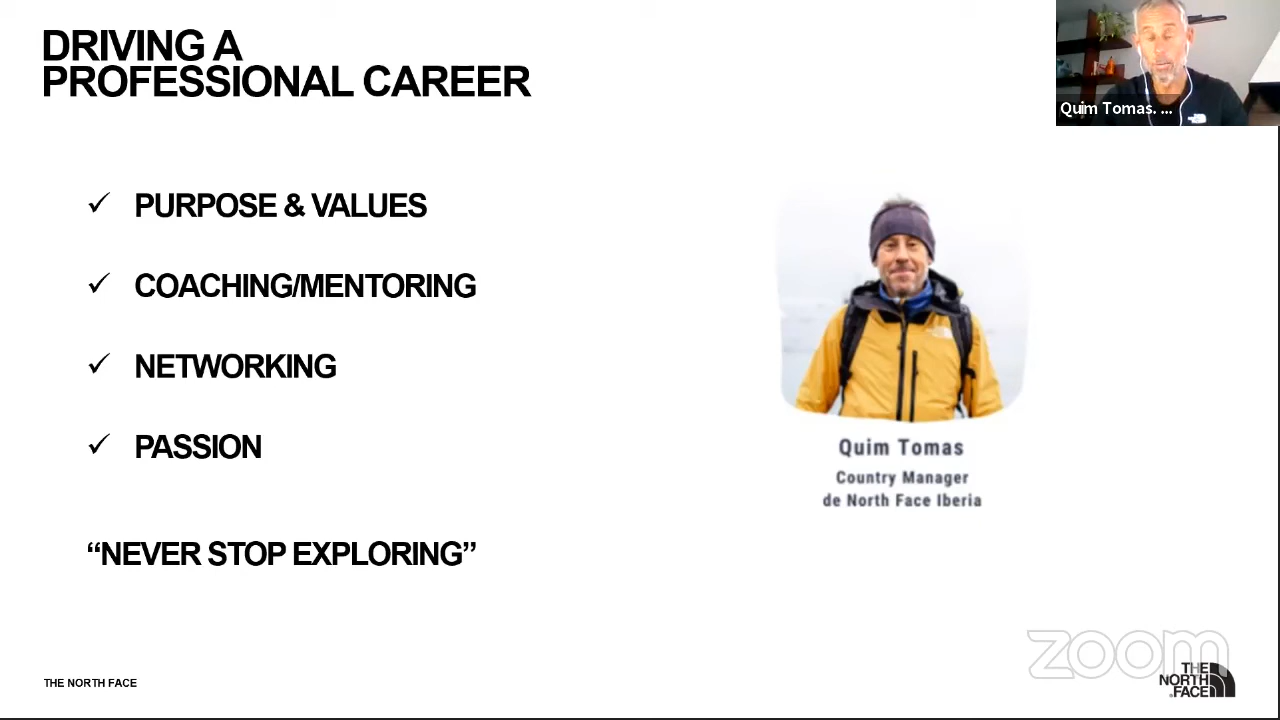 DRIVING A
PROFESSIONAL CAREER
Quim Tomas. ...
✓ PURPOSE & VALUES
✓ COACHING/MENTORING
✓ NETWORKING
✓ PASSION
“NEVER STOP EXPLORING”
Quim Tomas
Country Manager
de North Face Iberia
zoom
THE NORTH FACE
THE
NORTH
FACE